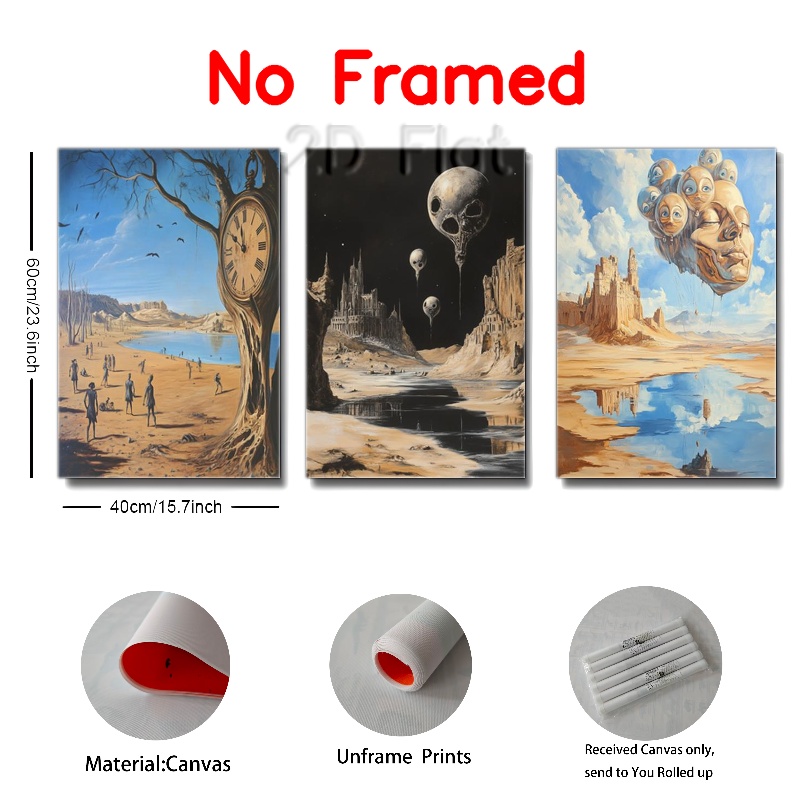 No Framed
2D Flat
60cm/23.6inch
40cm/15.7inch
Material:Canvas
Unframe Prints
Received Canvas only,
send to You Rolled up